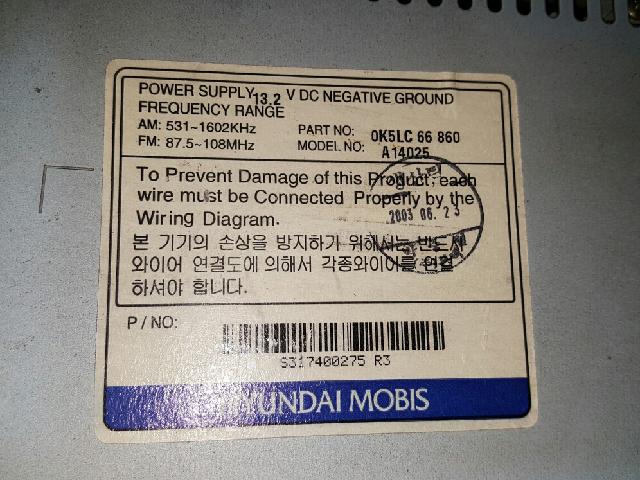 POWER SUPPLY 13.2 V DC NEGATIVE GROUND
FREQUENCY RANGE
AM: 531~1602KHz
FM: 87.5~108MHz
PART NO: 0K5LC 66 860
MODEL NO: A14025
To Prevent Damage of this Product, each
wire must be Connected Properly by the
Wiring Diagram.
2003 06. 23
본 기기의 손상을 방지하기 위해서는 반드시
와이어 연결도에 의해서 각종와이어를 연결
하셔야 합니다.
P/NO:
S317400275 R3
HYUNDAI MOBIS